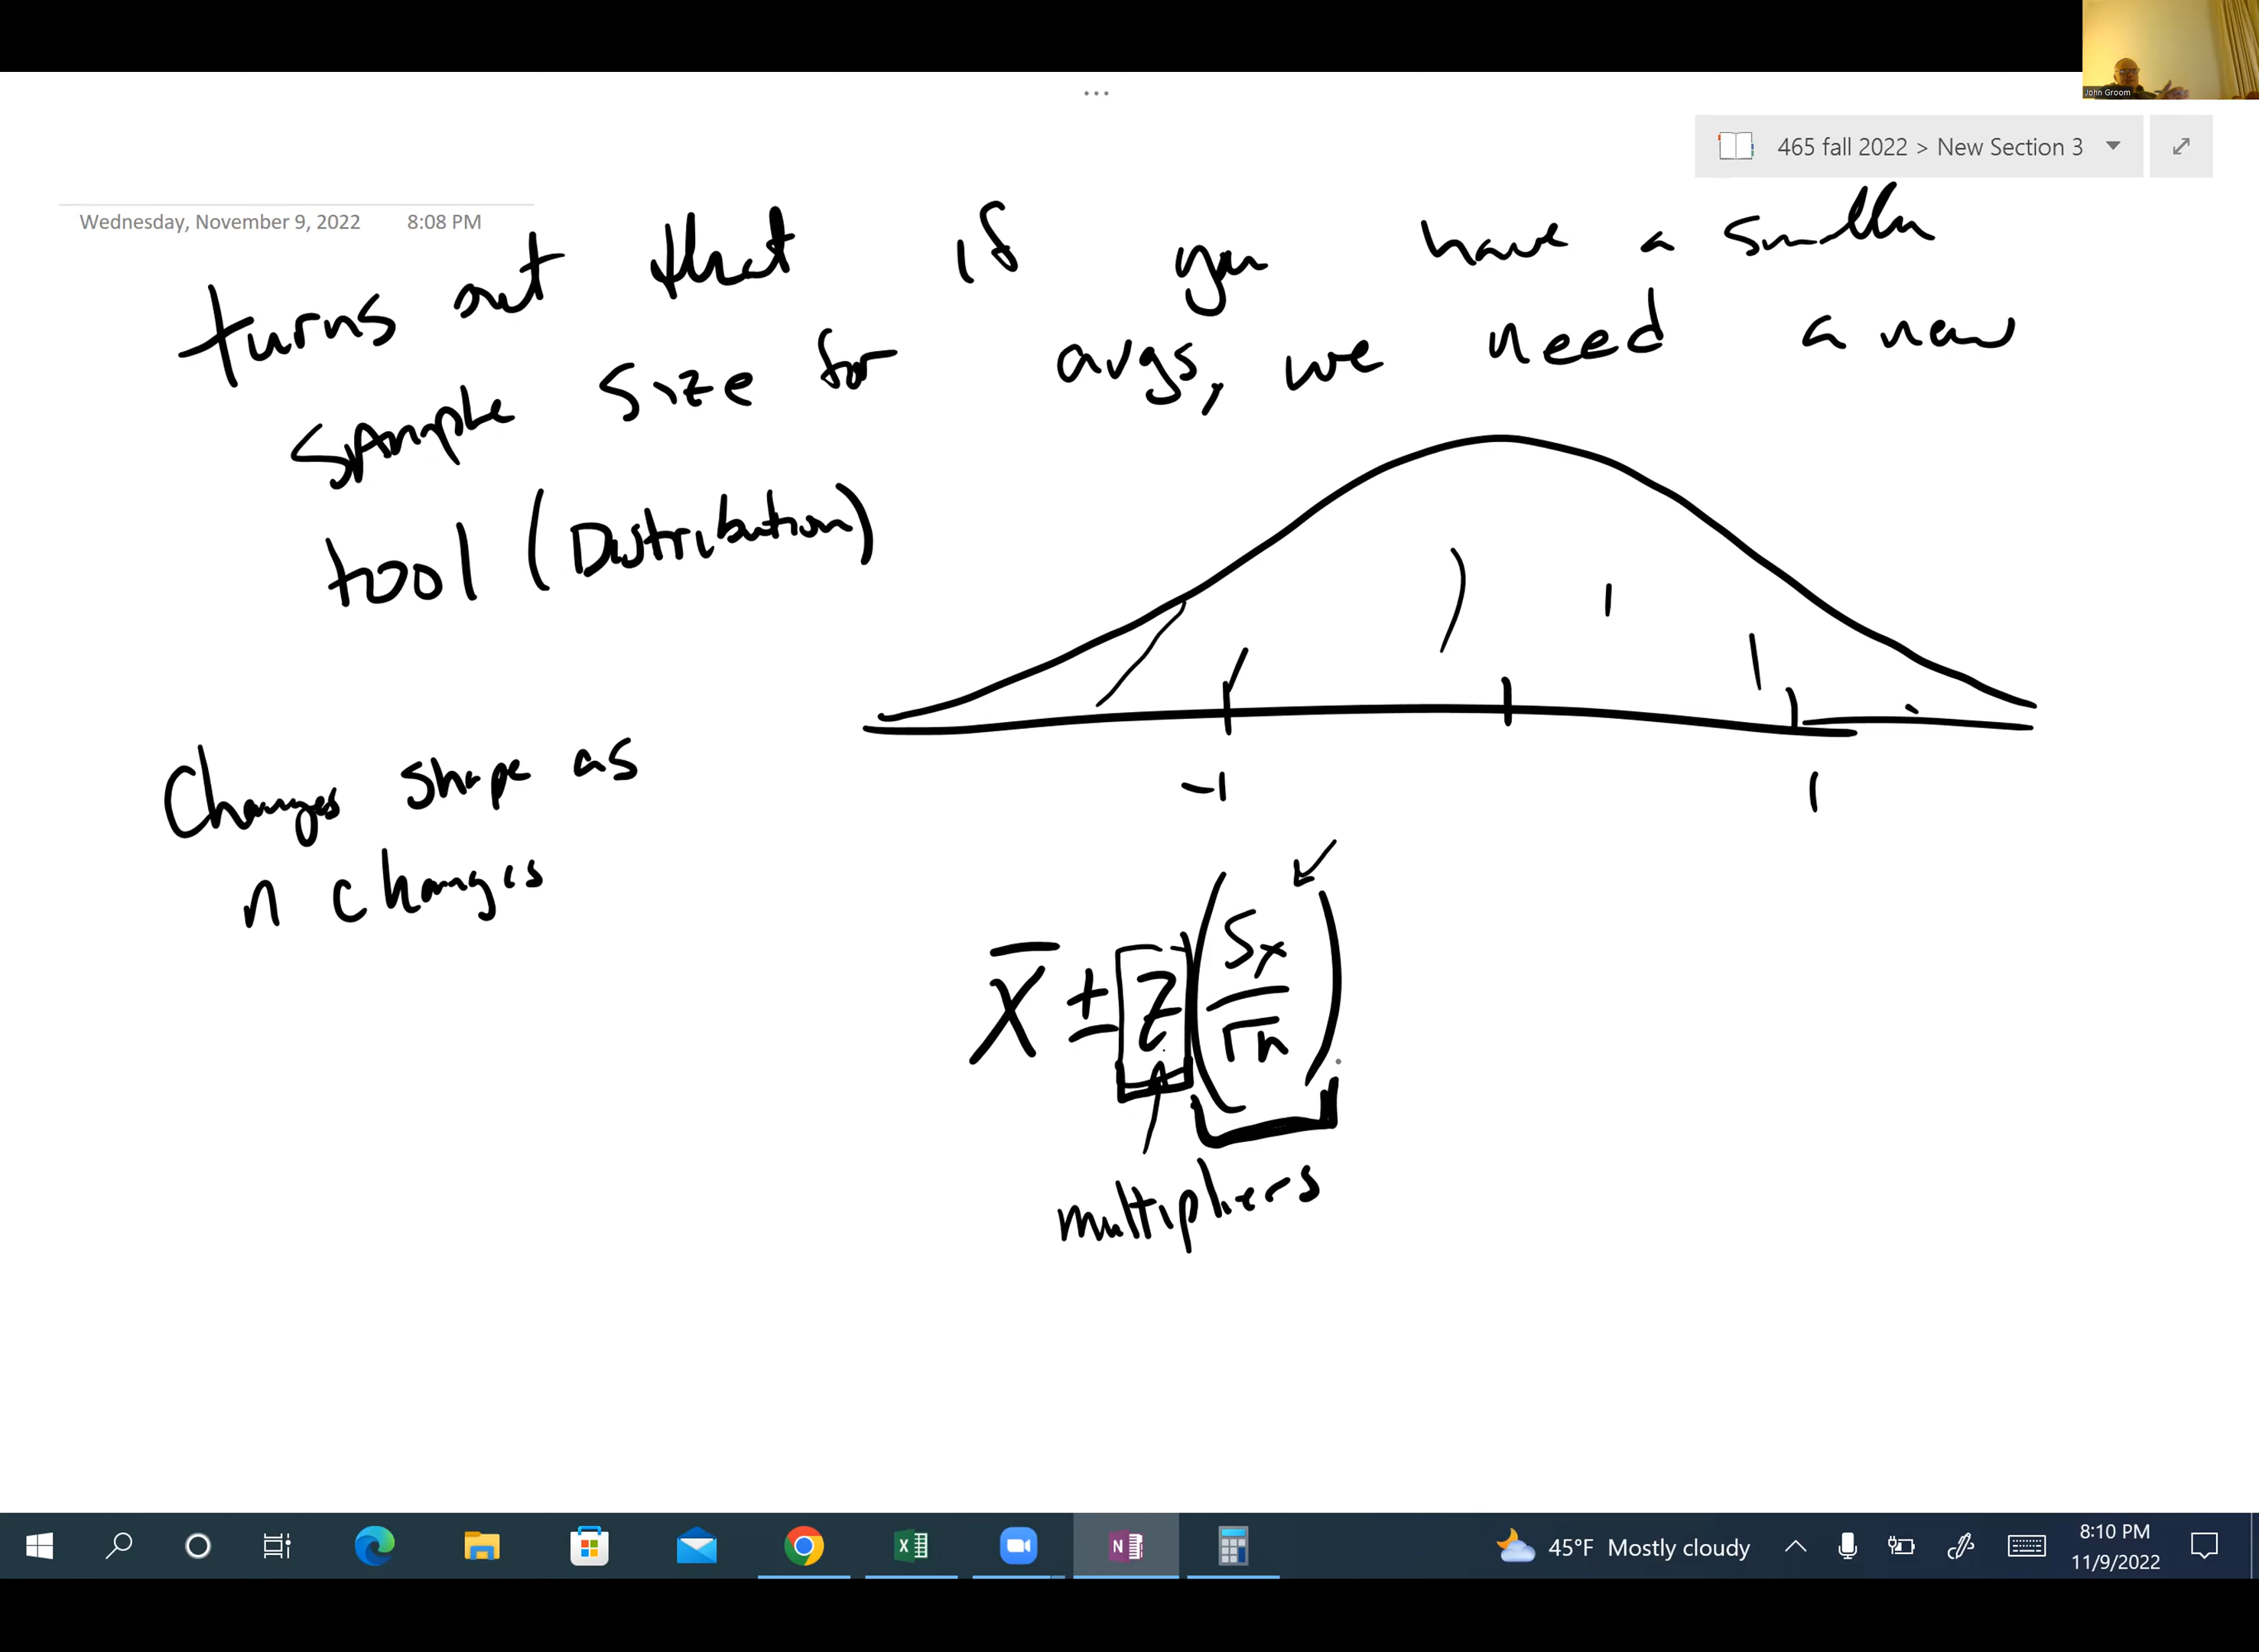 John Groom
465 fall 2022 > New Section 3
Wednesday, November 9, 2022 8:08 PM
turns out that if you have a smaller
sample size for avgs, we need a new
tool (Distribution)
Changes shape as
n changes
-1 1
X̄ ± Z (Sx/√n)
multipliers
45°F Mostly cloudy
8:10 PM
11/9/2022